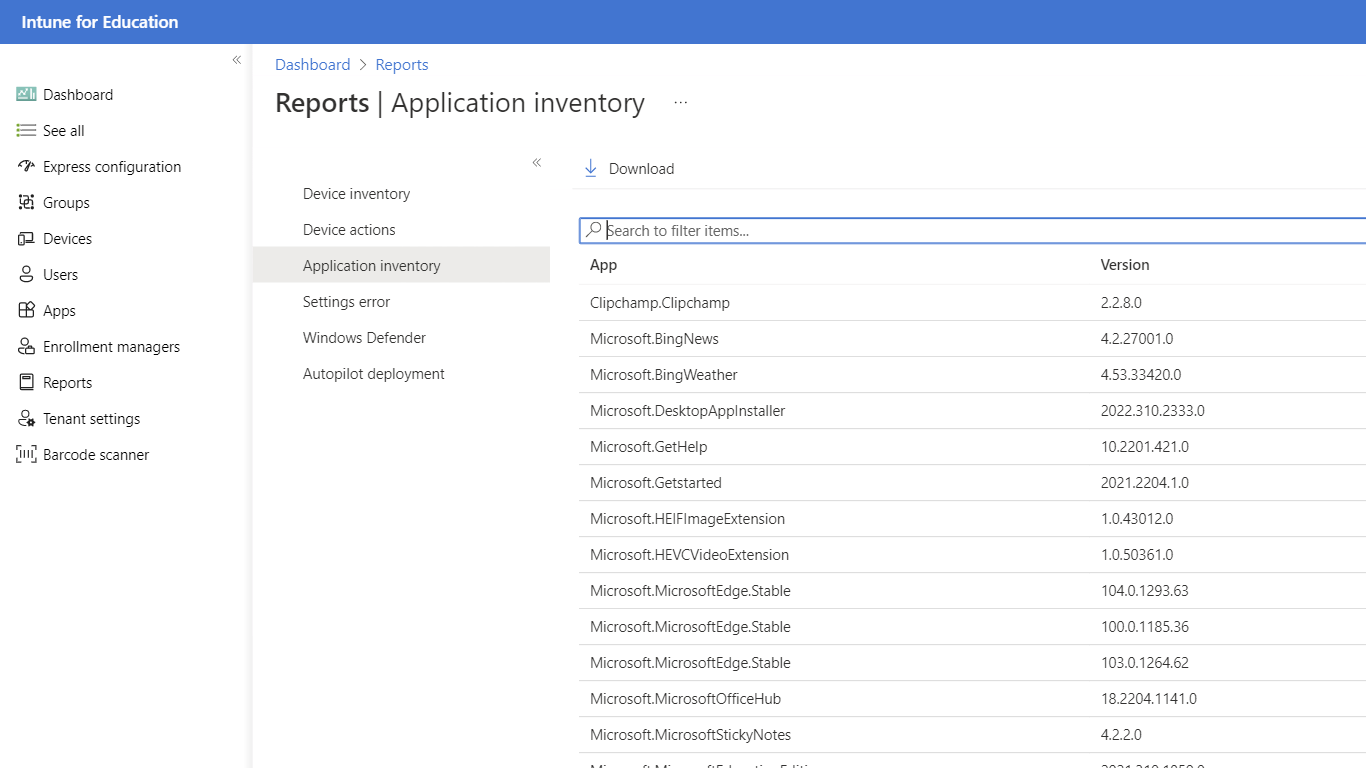 Intune for Education
Dashboard
See all
Express configuration
Groups
Devices
Users
Apps
Enrollment managers
Reports
Tenant settings
Barcode scanner
Dashboard > Reports
Reports | Application inventory ...
Device inventory
Device actions
Application inventory
Settings error
Windows Defender
Autopilot deployment
Download
Search to filter items...
App Version
Clipchamp.Clipchamp 2.2.8.0
Microsoft.BingNews 4.2.27001.0
Microsoft.BingWeather 4.53.33420.0
Microsoft.DesktopAppInstaller 2022.310.2333.0
Microsoft.GetHelp 10.2201.421.0
Microsoft.Getstarted 2021.2204.1.0
Microsoft.HEIFImageExtension 1.0.43012.0
Microsoft.HEVCVideoExtension 1.0.50361.0
Microsoft.MicrosoftEdge.Stable 104.0.1293.63
Microsoft.MicrosoftEdge.Stable 100.0.1185.36
Microsoft.MicrosoftEdge.Stable 103.0.1264.62
Microsoft.MicrosoftOfficeHub 18.2204.1141.0
Microsoft.MicrosoftStickyNotes 4.2.2.0